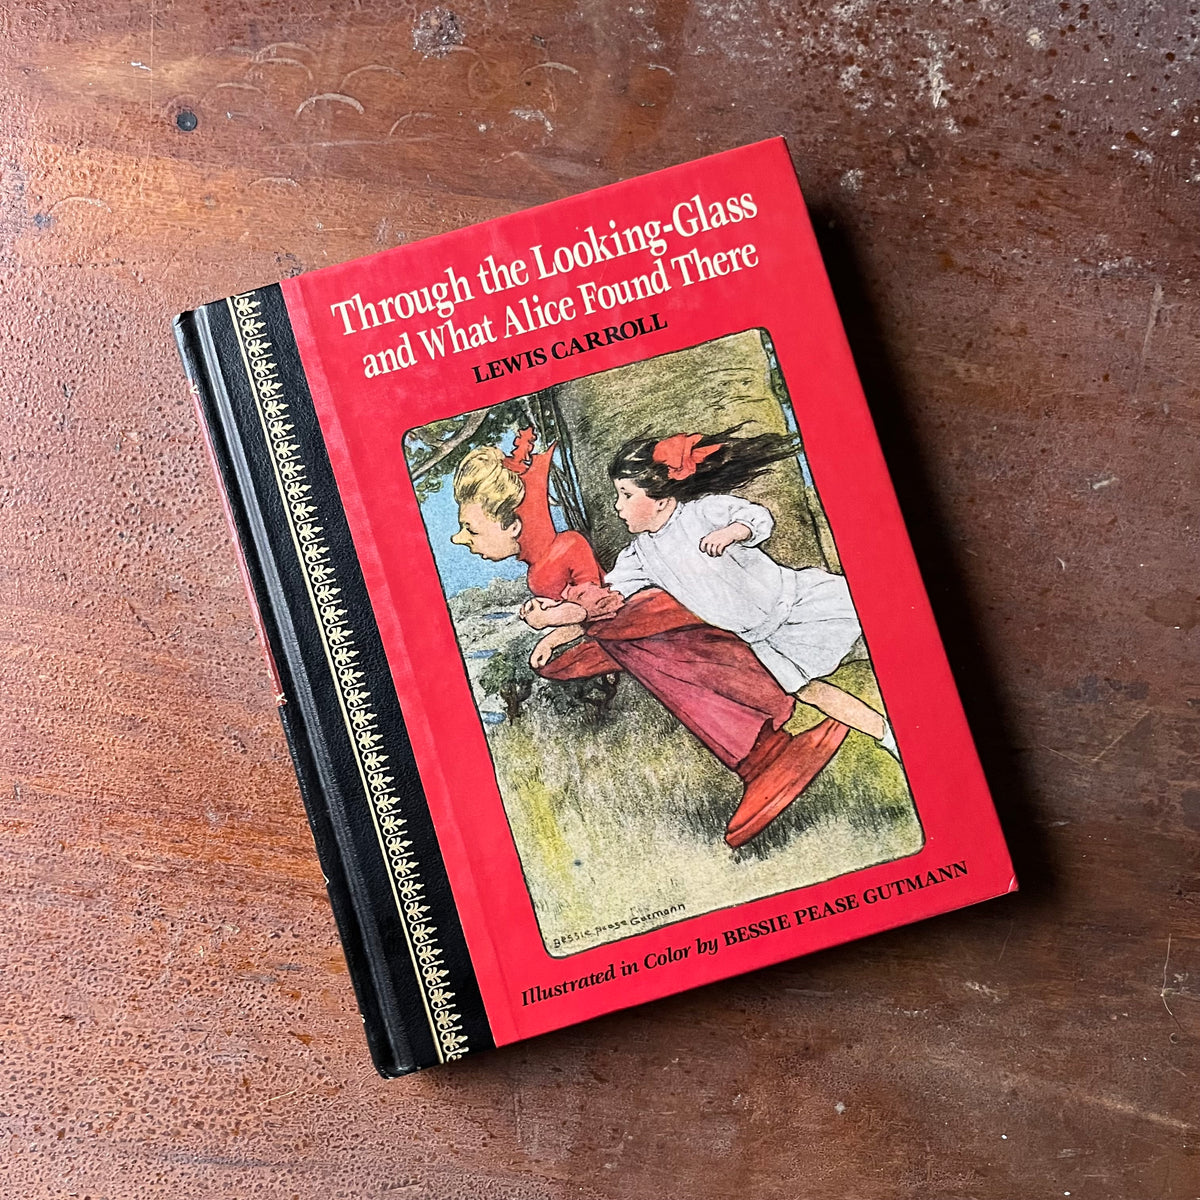 Through the Looking-Glass
and What Alice Found There
LEWIS CARROLL
Bessie Pease Gutmann
Illustrated in Color by BESSIE PEASE GUTMANN